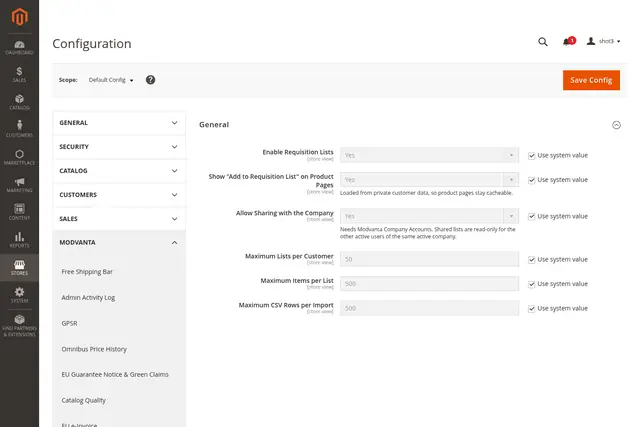 Configuration
1
shot3
Scope:
Default Config
?
Save Config
DASHBOARD
SALES
CATALOG
CUSTOMERS
MARKETPLACE
MARKETING
CONTENT
REPORTS
STORES
SYSTEM
FIND PARTNERS
& EXTENSIONS
GENERAL
SECURITY
CATALOG
CUSTOMERS
SALES
MODVANTA
Free Shipping Bar
Admin Activity Log
GPSR
Omnibus Price History
EU Guarantee Notice & Green Claims
Catalog Quality
EU e-Invoice
General
Enable Requisition Lists
[store view]
Yes
Use system value
Show "Add to Requisition List" on Product
Pages
[store view]
Yes
Use system value
Loaded from private customer data, so product pages stay cacheable.
Allow Sharing with the Company
[store view]
Yes
Use system value
Needs Modvanta Company Accounts. Shared lists are read-only for the
other active users of the same active company.
Maximum Lists per Customer
[store view]
50
Use system value
Maximum Items per List
[store view]
500
Use system value
Maximum CSV Rows per Import
[store view]
500
Use system value